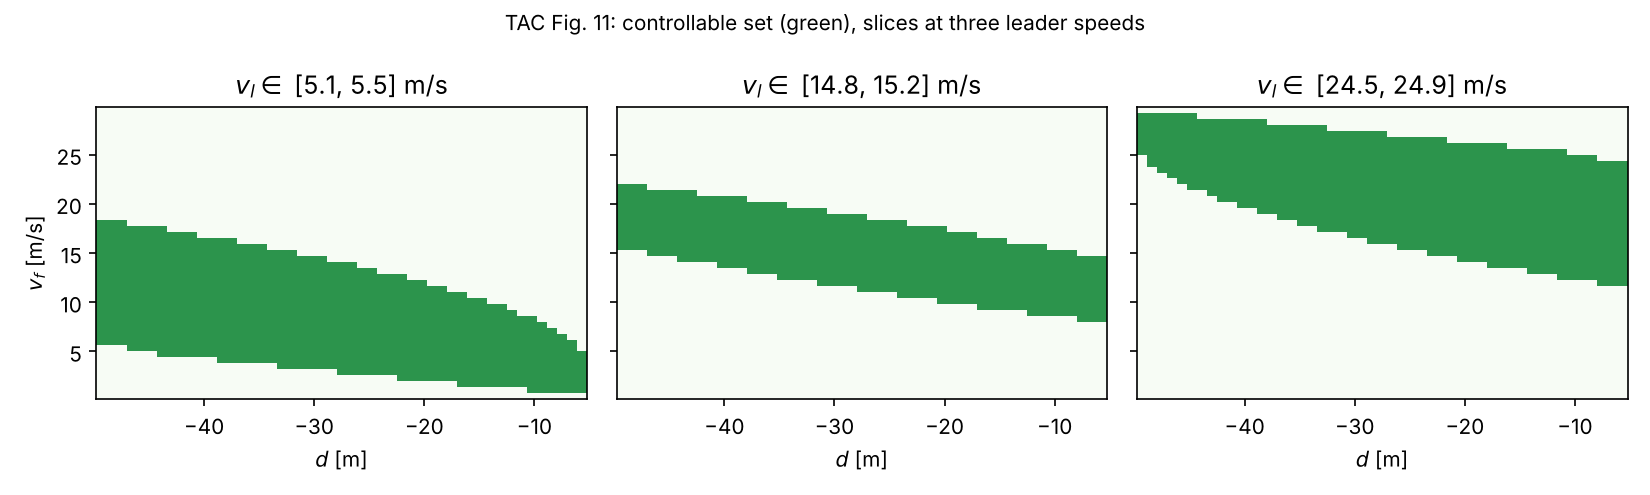 TAC Fig. 11: controllable set (green), slices at three leader speeds
v_l ∈ [5.1, 5.5] m/s
v_l ∈ [14.8, 15.2] m/s
v_l ∈ [24.5, 24.9] m/s
v_f [m/s]
25
20
15
10
5
−40 −30 −20 −10
−40 −30 −20 −10
−40 −30 −20 −10
d [m]
d [m]
d [m]